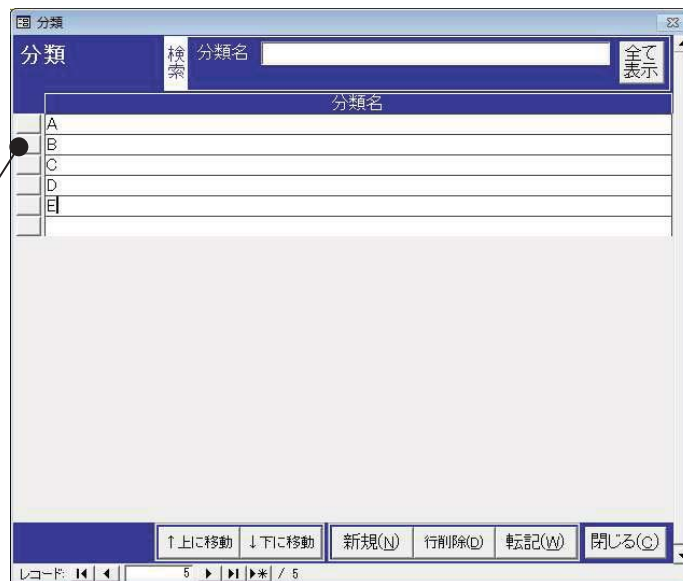 分類
分類
検索
分類名
全て
表示
分類名
A
B
C
D
E
↑上に移動 ↓下に移動 新規(N) 行削除(D) 転記(W) 閉じる(C)
レコード: 5 / 5